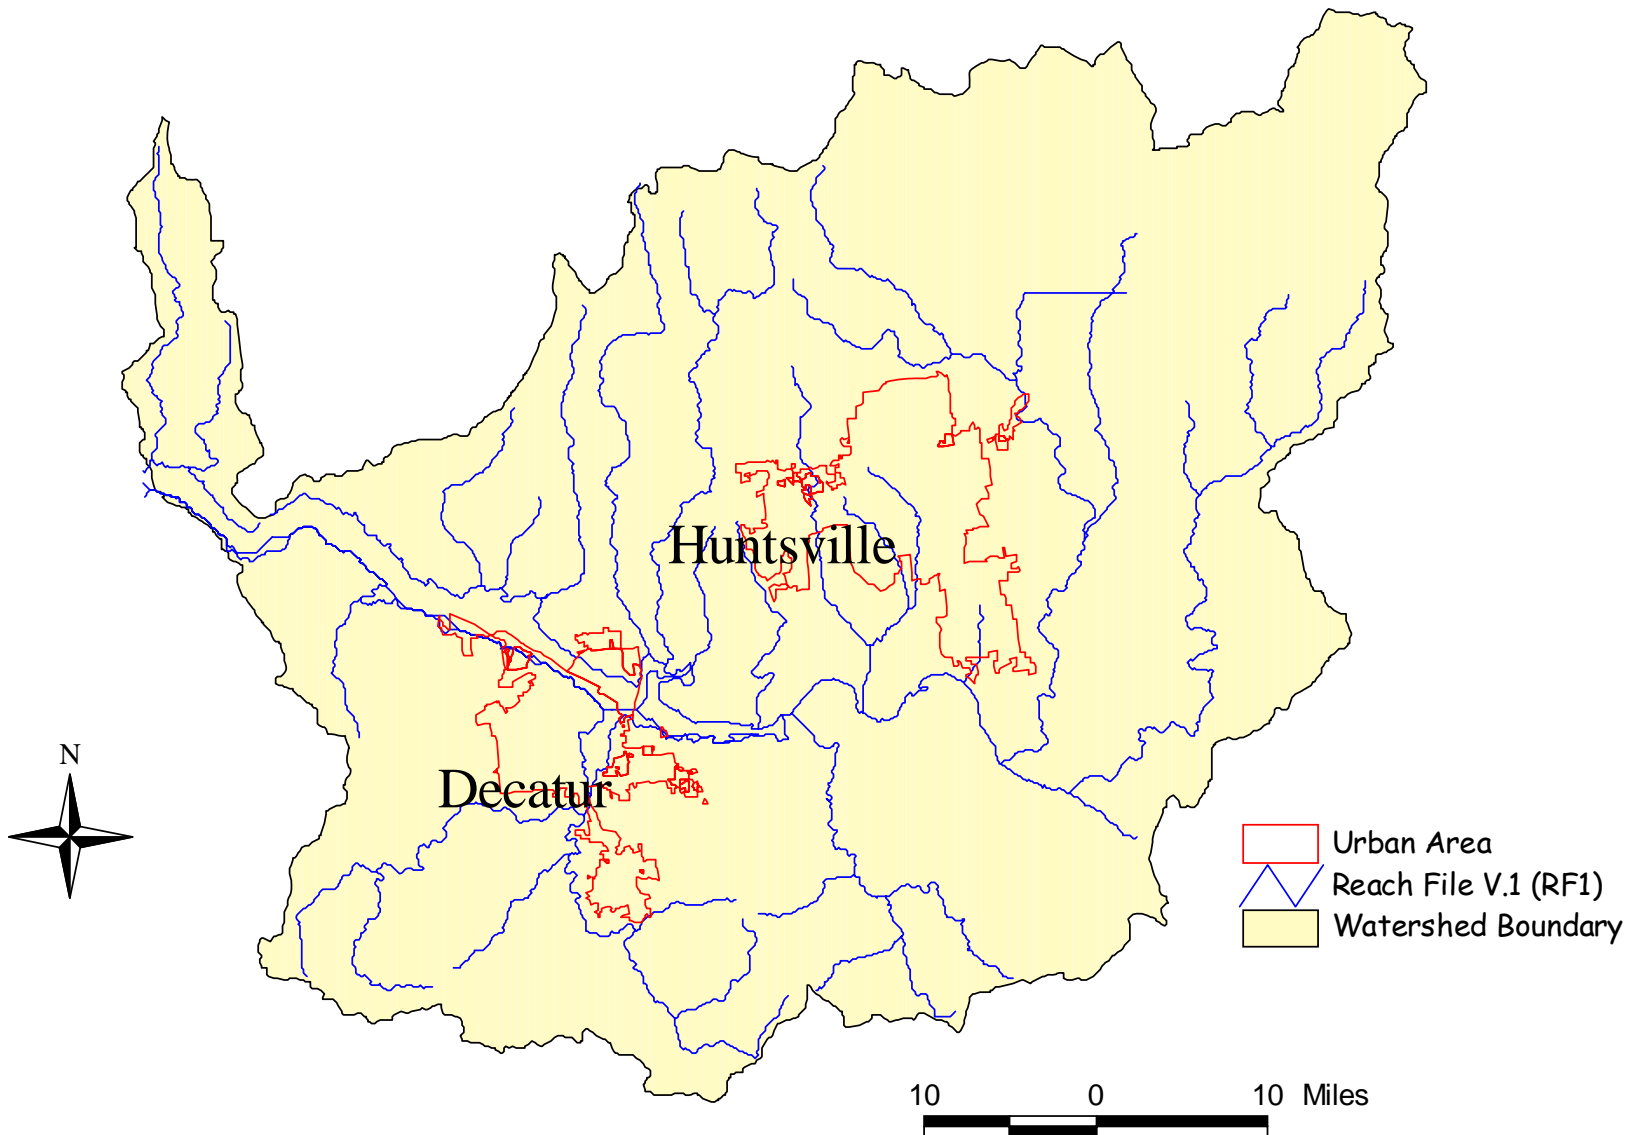 Huntsville
N
Decatur
Urban Area
Reach File V.1 (RF1)
Watershed Boundary
10 0 10 Miles